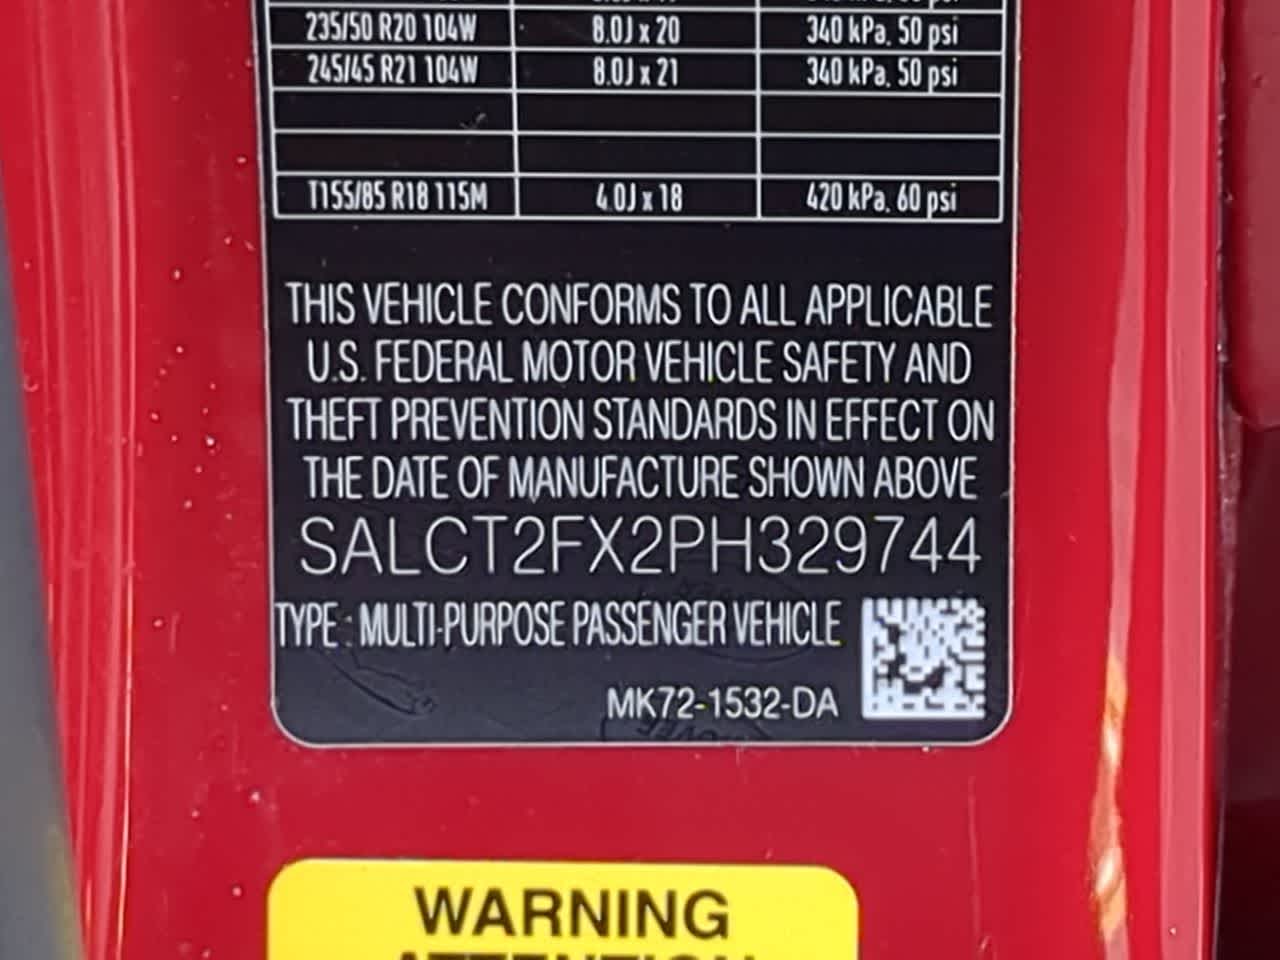 235/50 R20 104W 8.0J x 20 340 kPa, 50 psi
245/45 R21 104W 8.0J x 21 340 kPa, 50 psi
T155/85 R18 115M 4.0J x 18 420 kPa, 60 psi
THIS VEHICLE CONFORMS TO ALL APPLICABLE
U.S. FEDERAL MOTOR VEHICLE SAFETY AND
THEFT PREVENTION STANDARDS IN EFFECT ON
THE DATE OF MANUFACTURE SHOWN ABOVE
SALCT2FX2PH329744
TYPE : MULTI-PURPOSE PASSENGER VEHICLE
MK72-1532-DA
WARNING
ATTENTION